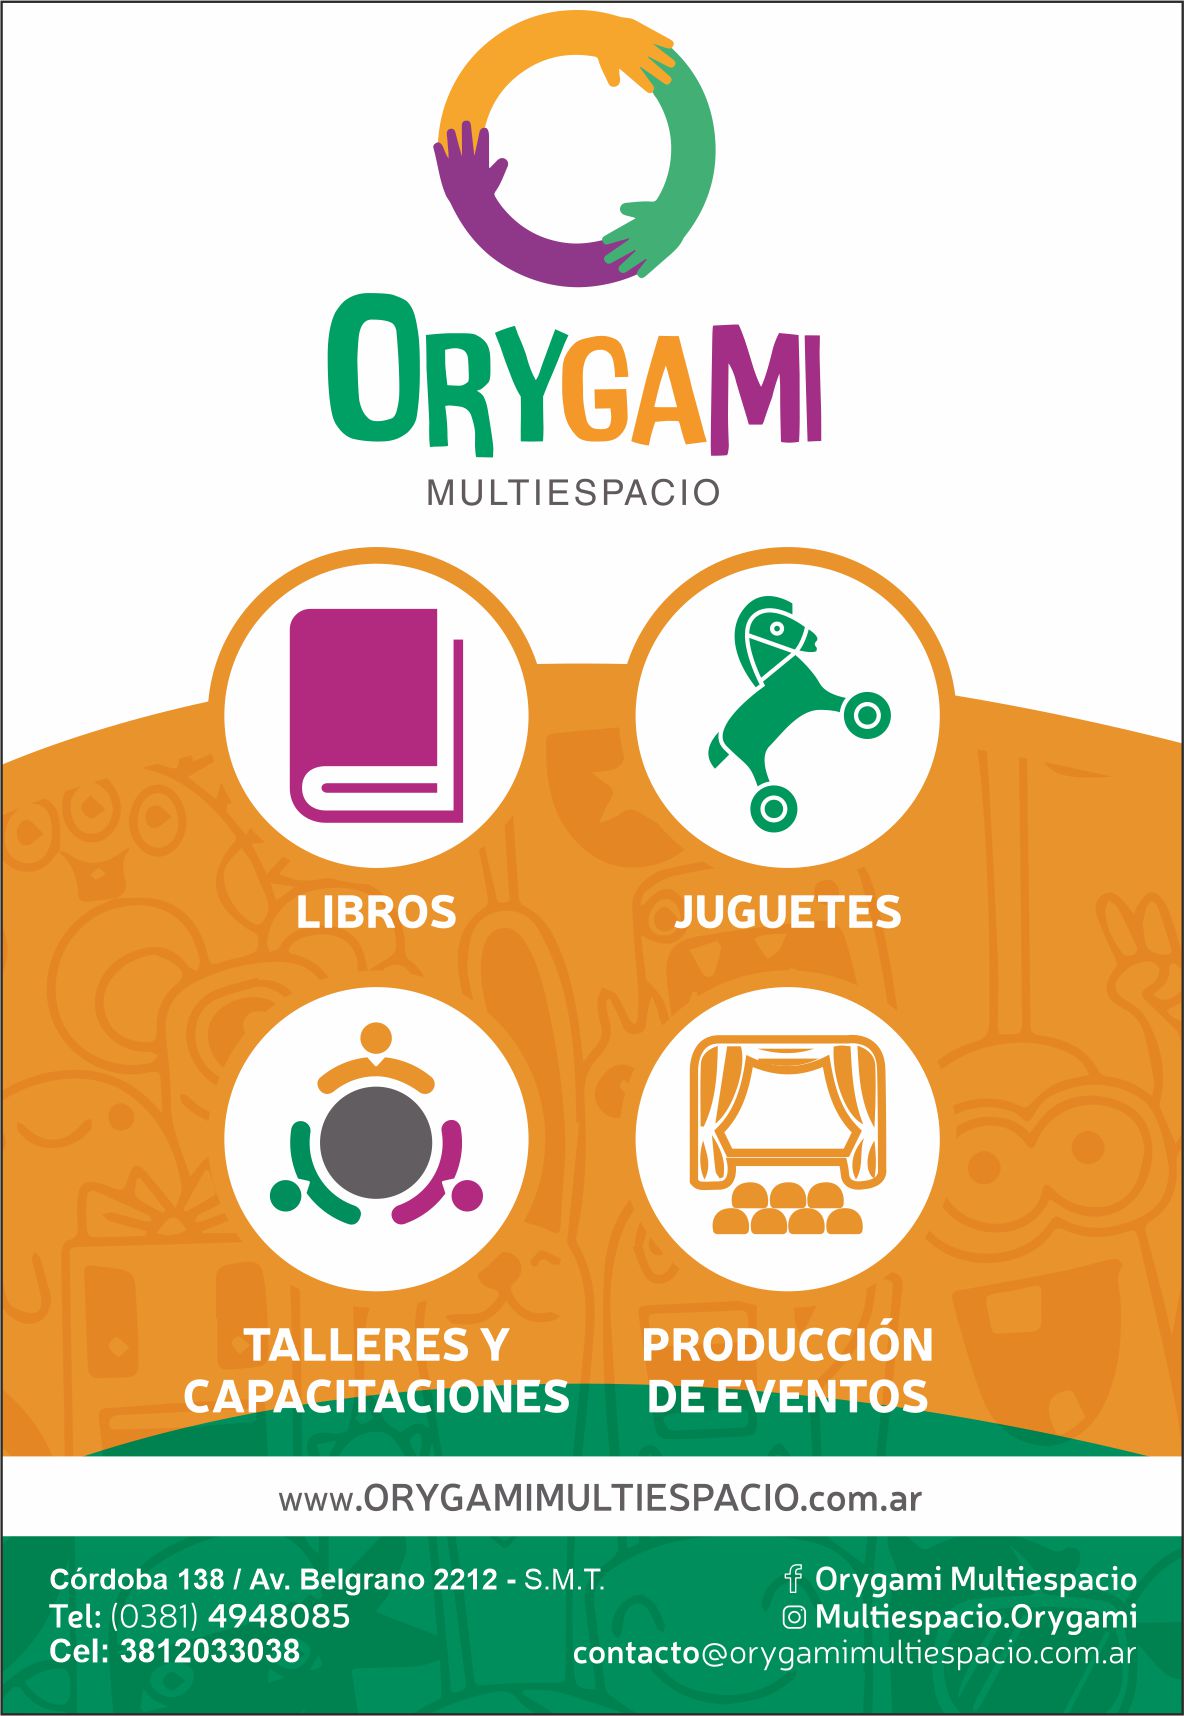 ORYGAMI
MULTIESPACIO
LIBROS
JUGUETES
TALLERES Y
CAPACITACIONES
PRODUCCIÓN
DE EVENTOS
www.ORYGAMIMULTIESPACIO.com.ar
Córdoba 138 / Av. Belgrano 2212 - S.M.T.
Tel: (0381) 4948085
Cel: 3812033038
Orygami Multiespacio
Multiespacio.Orygami
contacto@orygamimultiespacio.com.ar